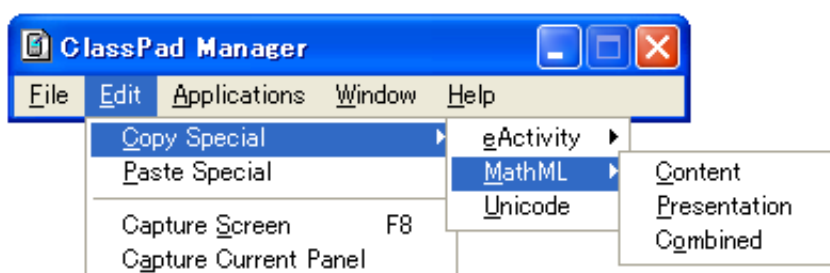 ClassPad Manager
File Edit Applications Window Help
Copy Special eActivity
Paste Special MathML Content
Unicode Presentation
Capture Screen F8 Combined
Capture Current Panel